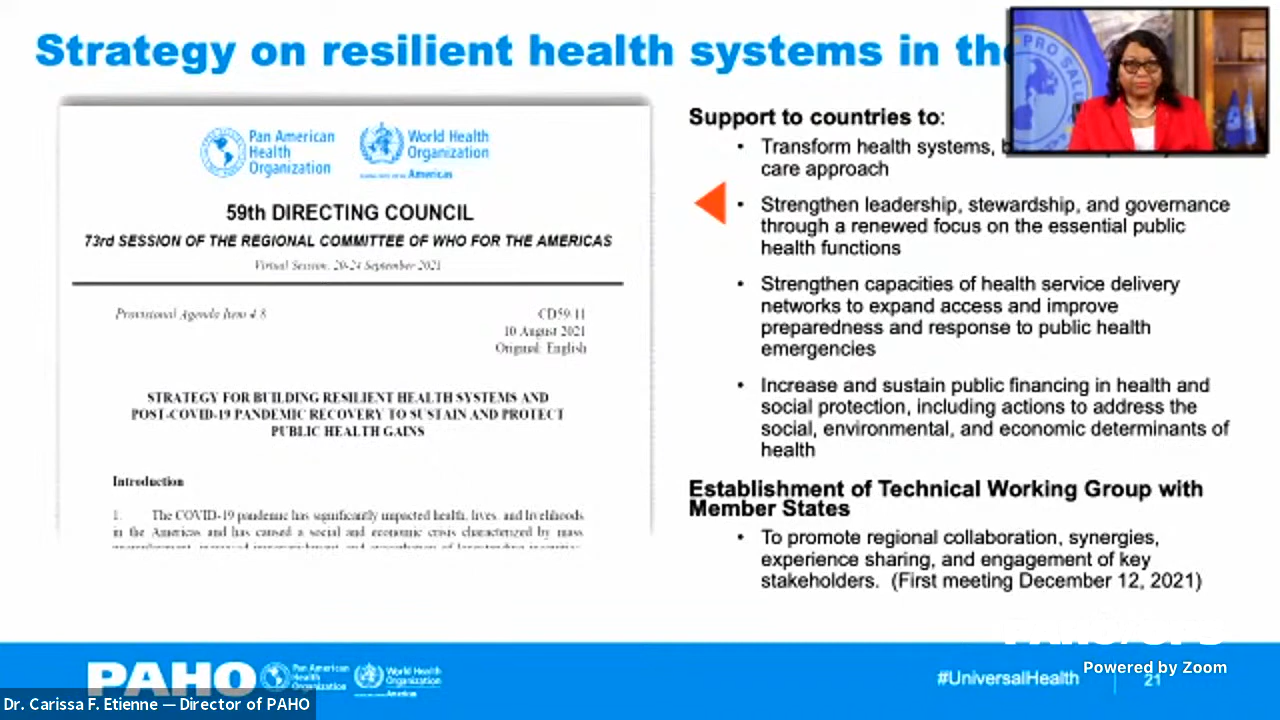 Strategy on resilient health systems in the
PRO SALU
Pan American
Health
Organization
World Health
Organization
Americas
59th DIRECTING COUNCIL
73rd SESSION OF THE REGIONAL COMMITTEE OF WHO FOR THE AMERICAS
Virtual Session, 20-24 September 2021
Provisional Agenda Item 4.8
CD59/11
10 August 2021
Original: English
STRATEGY FOR BUILDING RESILIENT HEALTH SYSTEMS AND
POST-COVID-19 PANDEMIC RECOVERY TO SUSTAIN AND PROTECT
PUBLIC HEALTH GAINS
Introduction
1. The COVID-19 pandemic has significantly impacted health, lives, and livelihoods
in the Americas and has caused a social and economic crisis characterized by mass
Support to countries to:
• Transform health systems,
care approach
• Strengthen leadership, stewardship, and governance
through a renewed focus on the essential public
health functions
• Strengthen capacities of health service delivery
networks to expand access and improve
preparedness and response to public health
emergencies
• Increase and sustain public financing in health and
social protection, including actions to address the
social, environmental, and economic determinants of
health
Establishment of Technical Working Group with
Member States
• To promote regional collaboration, synergies,
experience sharing, and engagement of key
stakeholders. (First meeting December 12, 2021)
PAHO
Pan American
Health
Organization
World Health
Organization
Americas
#UniversalHealth
21
Powered by Zoom
Dr. Carissa F. Etienne — Director of PAHO